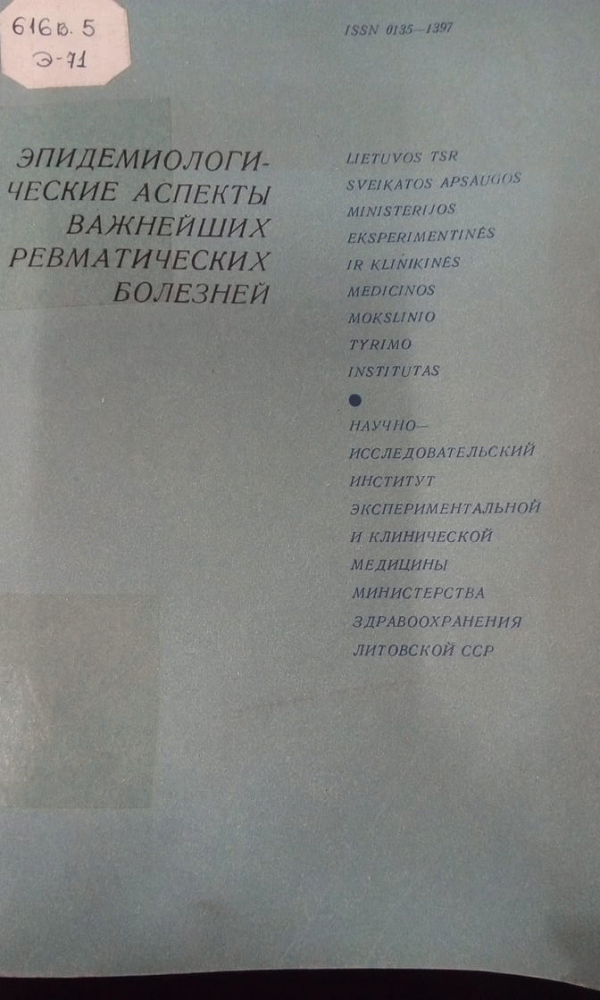 616в.5
Э-71
ISSN 0135—1397
ЭПИДЕМИОЛОГИ-
ЧЕСКИЕ АСПЕКТЫ
ВАЖНЕЙШИХ
РЕВМАТИЧЕСКИХ
БОЛЕЗНЕЙ
LIETUVOS TSR
SVEIKATOS APSAUGOS
MINISTERIJOS
EKSPERIMENTINĖS
IR KLINIKINĖS
MEDICINOS
MOKSLINIO
TYRIMO
INSTITUTAS
НАУЧНО—
ИССЛЕДОВАТЕЛЬСКИЙ
ИНСТИТУТ
ЭКСПЕРИМЕНТАЛЬНОЙ
И КЛИНИЧЕСКОЙ
МЕДИЦИНЫ
МИНИСТЕРСТВА
ЗДРАВООХРАНЕНИЯ
ЛИТОВСКОЙ ССР